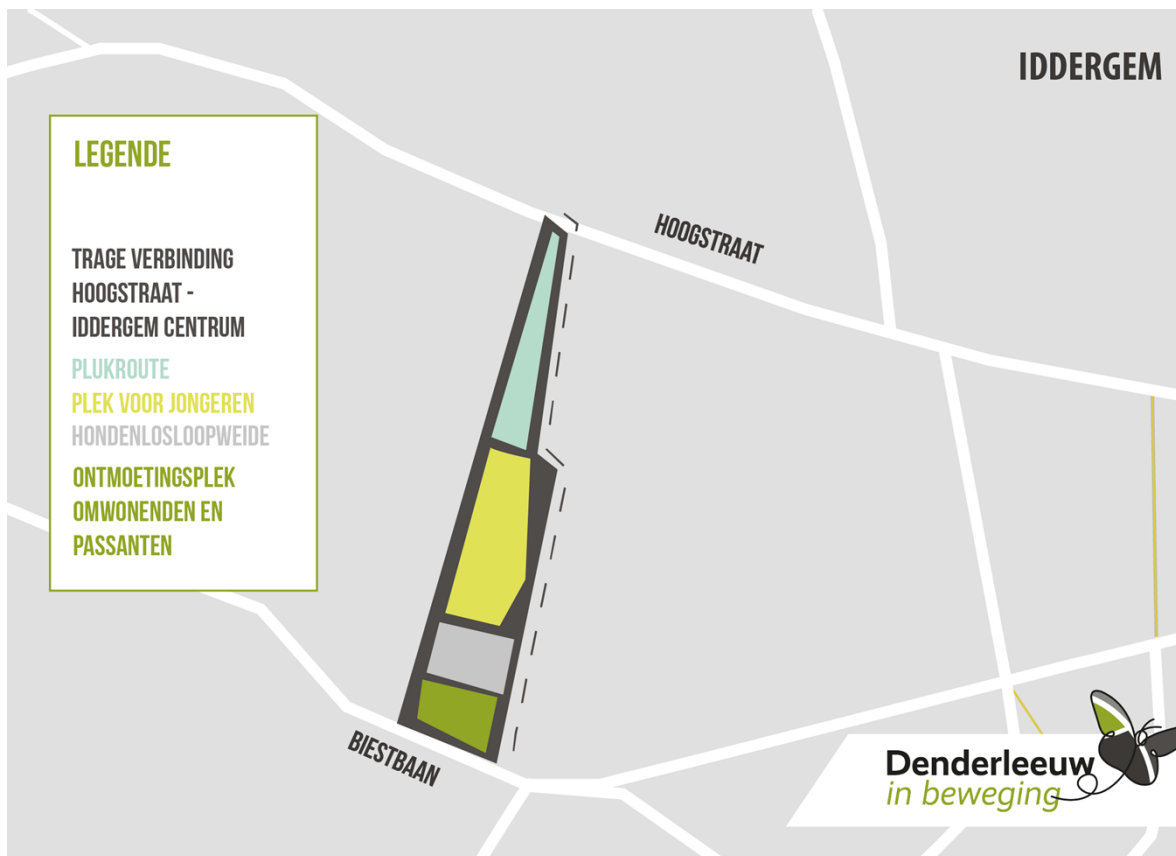 IDDERGEM
LEGENDE
TRAGE VERBINDING
HOOGSTRAAT -
IDDERGEM CENTRUM
PLUKROUTE
PLEK VOOR JONGEREN
HONDENLOSLOOPWEIDE
ONTMOETINGSPLEK
OMWONENDEN EN
PASSANTEN
HOOGSTRAAT
BIESTBAAN
Denderleeuw
in beweging